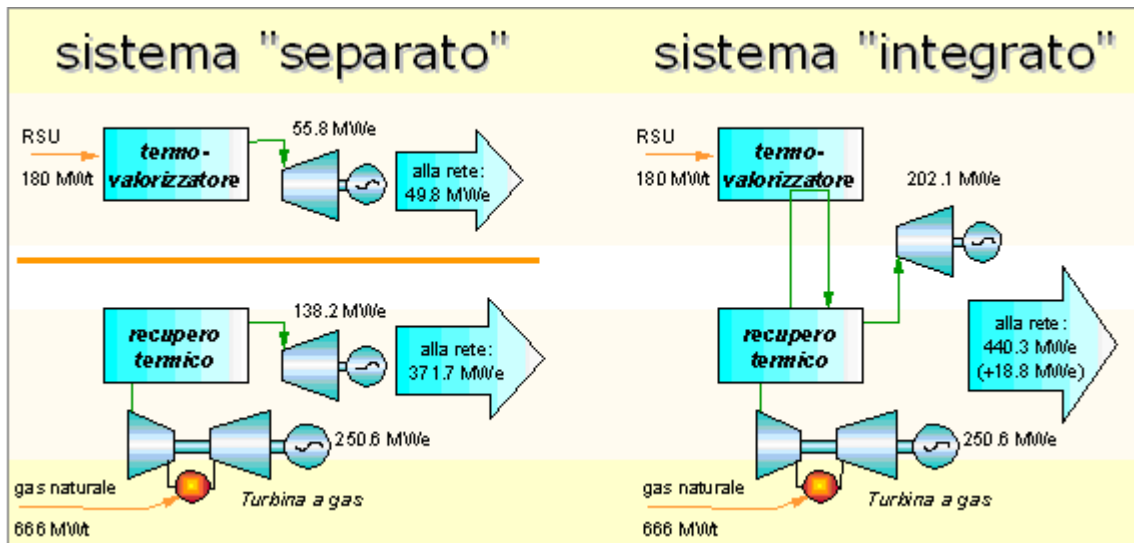 sistema "separato"
RSU
180 MWt
termo-
valorizzatore
55.8 MWe
alla rete:
49.8 MWe
recupero
termico
138.2 MWe
alla rete:
371.7 MWe
250.6 MWe
gas naturale
666 MWt
Turbina a gas
sistema "integrato"
RSU
180 MWt
termo-
valorizzatore
202.1 MWe
recupero
termico
alla rete:
440.3 MWe
(+18.8 MWe)
250.6 MWe
gas naturale
666 MWt
Turbina a gas